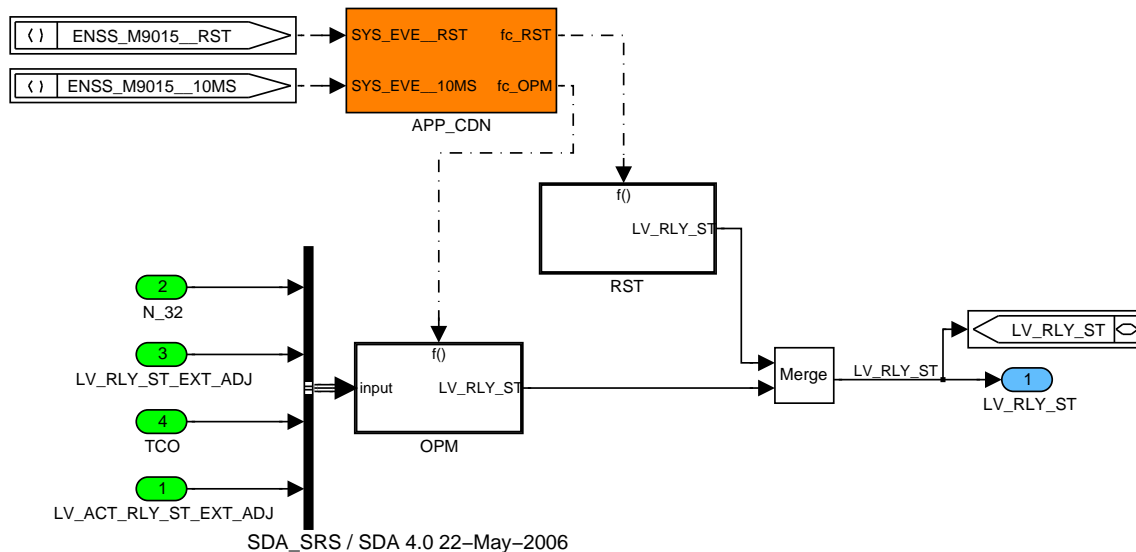 ENSS_M9015__RST
ENSS_M9015__10MS
SYS_EVE__RST
fc_RST
SYS_EVE__10MS
fc_OPM
APP_CDN
f()
LV_RLY_ST
RST
2
N_32
3
LV_RLY_ST_EXT_ADJ
4
TCO
1
LV_ACT_RLY_ST_EXT_ADJ
f()
input
LV_RLY_ST
OPM
Merge
LV_RLY_ST
LV_RLY_ST
1
LV_RLY_ST
SDA_SRS / SDA 4.0 22–May–2006